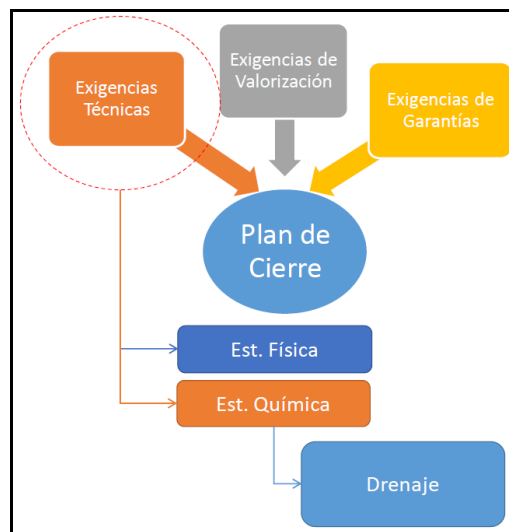 Exigencias
Técnicas
Exigencias de
Valorización
Exigencias de
Garantías
Plan de
Cierre
Est. Física
Est. Química
Drenaje